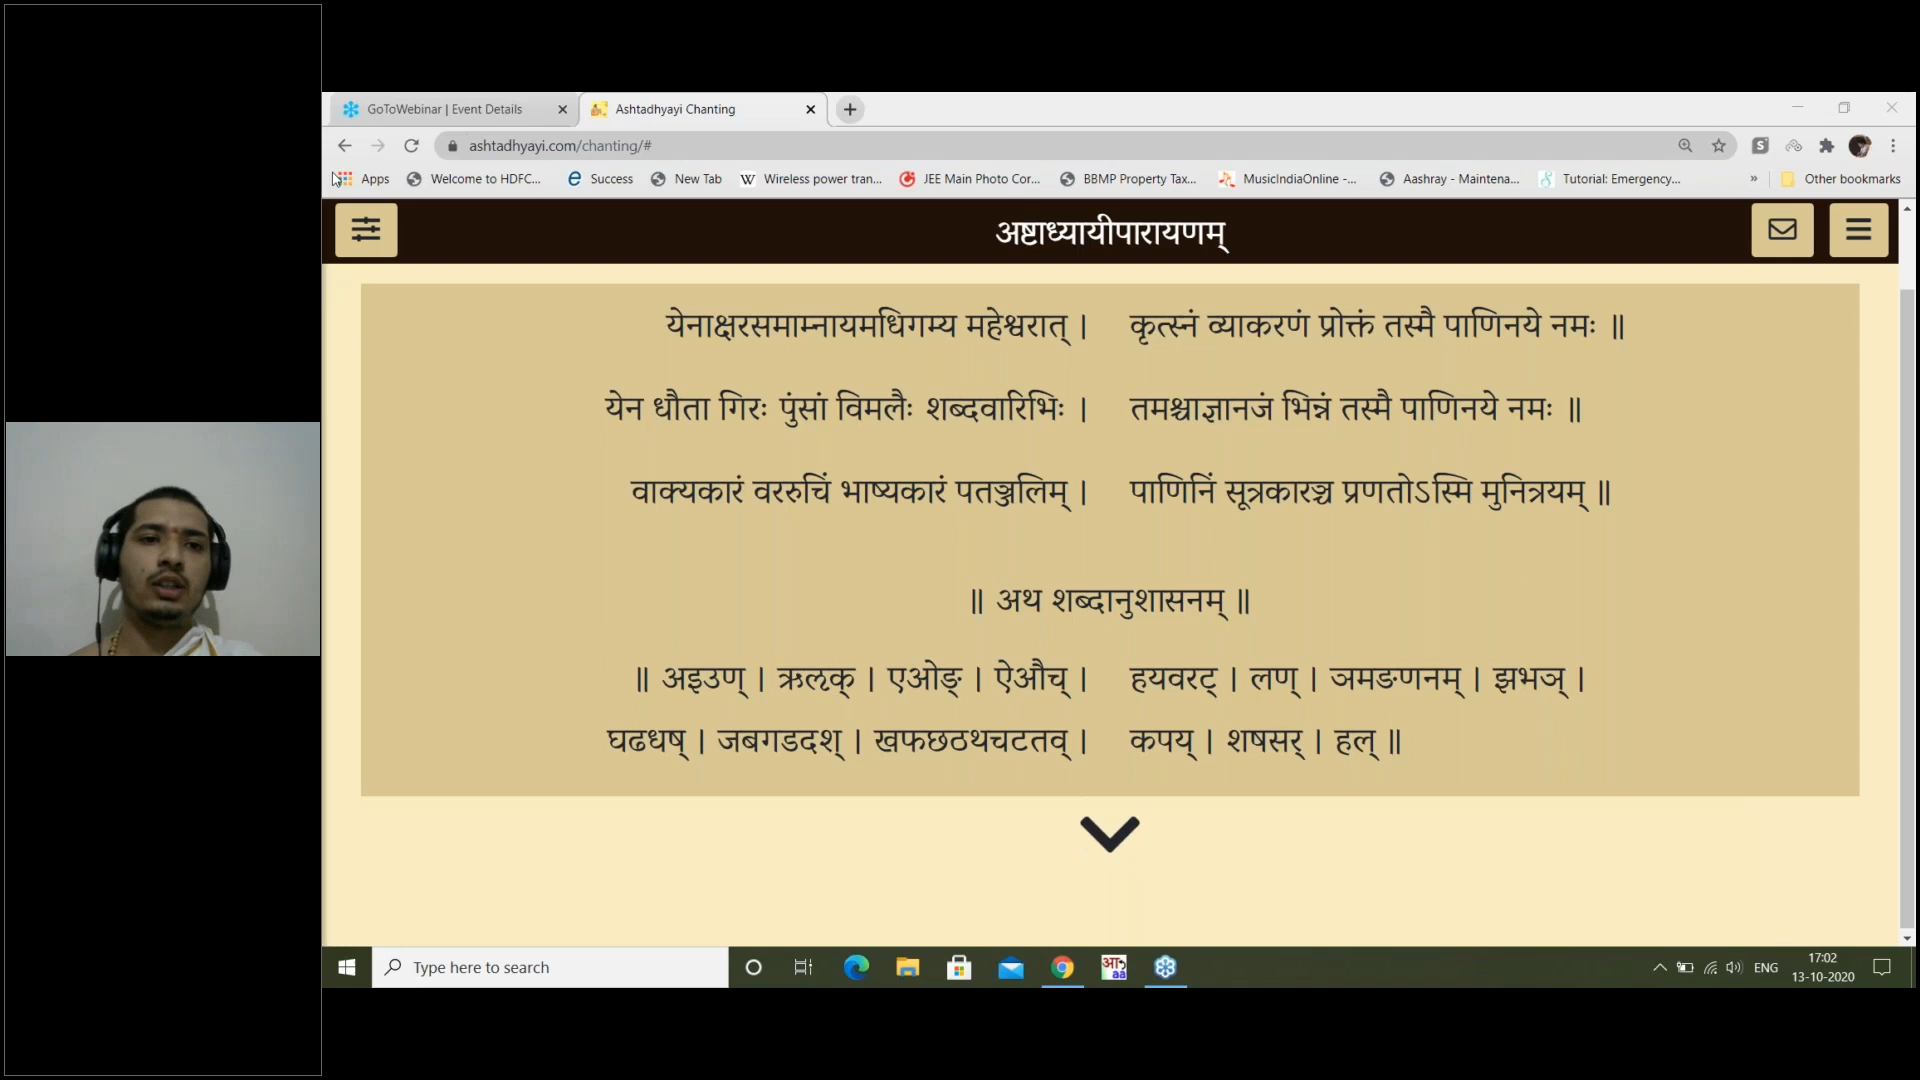 GoToWebinar | Event Details
Ashtadhyayi Chanting
ashtadhyayi.com/chanting/#
Apps Welcome to HDFC... Success New Tab Wireless power tran... JEE Main Photo Cor... BBMP Property Tax... MusicIndiaOnline -... Aashray - Maintena... Tutorial: Emergency... » Other bookmarks
अष्टाध्यायीपारायणम्
येनाक्षरसमाम्नायमधिगम्य महेश्वरात् । कृत्स्नं व्याकरणं प्रोक्तं तस्मै पाणिनये नमः ॥
येन धौता गिरः पुंसां विमलैः शब्दवारिभिः । तमश्चाज्ञानजं भिन्नं तस्मै पाणिनये नमः ॥
वाक्यकारं वररुचिं भाष्यकारं पतञ्जलिम् । पाणिनिं सूत्रकारञ्च प्रणतोऽस्मि मुनित्रयम् ॥
॥ अथ शब्दानुशासनम् ॥
॥ अइउण् । ऋऌक् । एओङ् । ऐऔच् । हयवरट् । लण् । ञमङणनम् । झभञ् ।
घढधष् । जबगडदश् । खफछठथचटतव् । कपय् । शषसर् । हल् ॥
Type here to search
ENG
17:02
13-10-2020